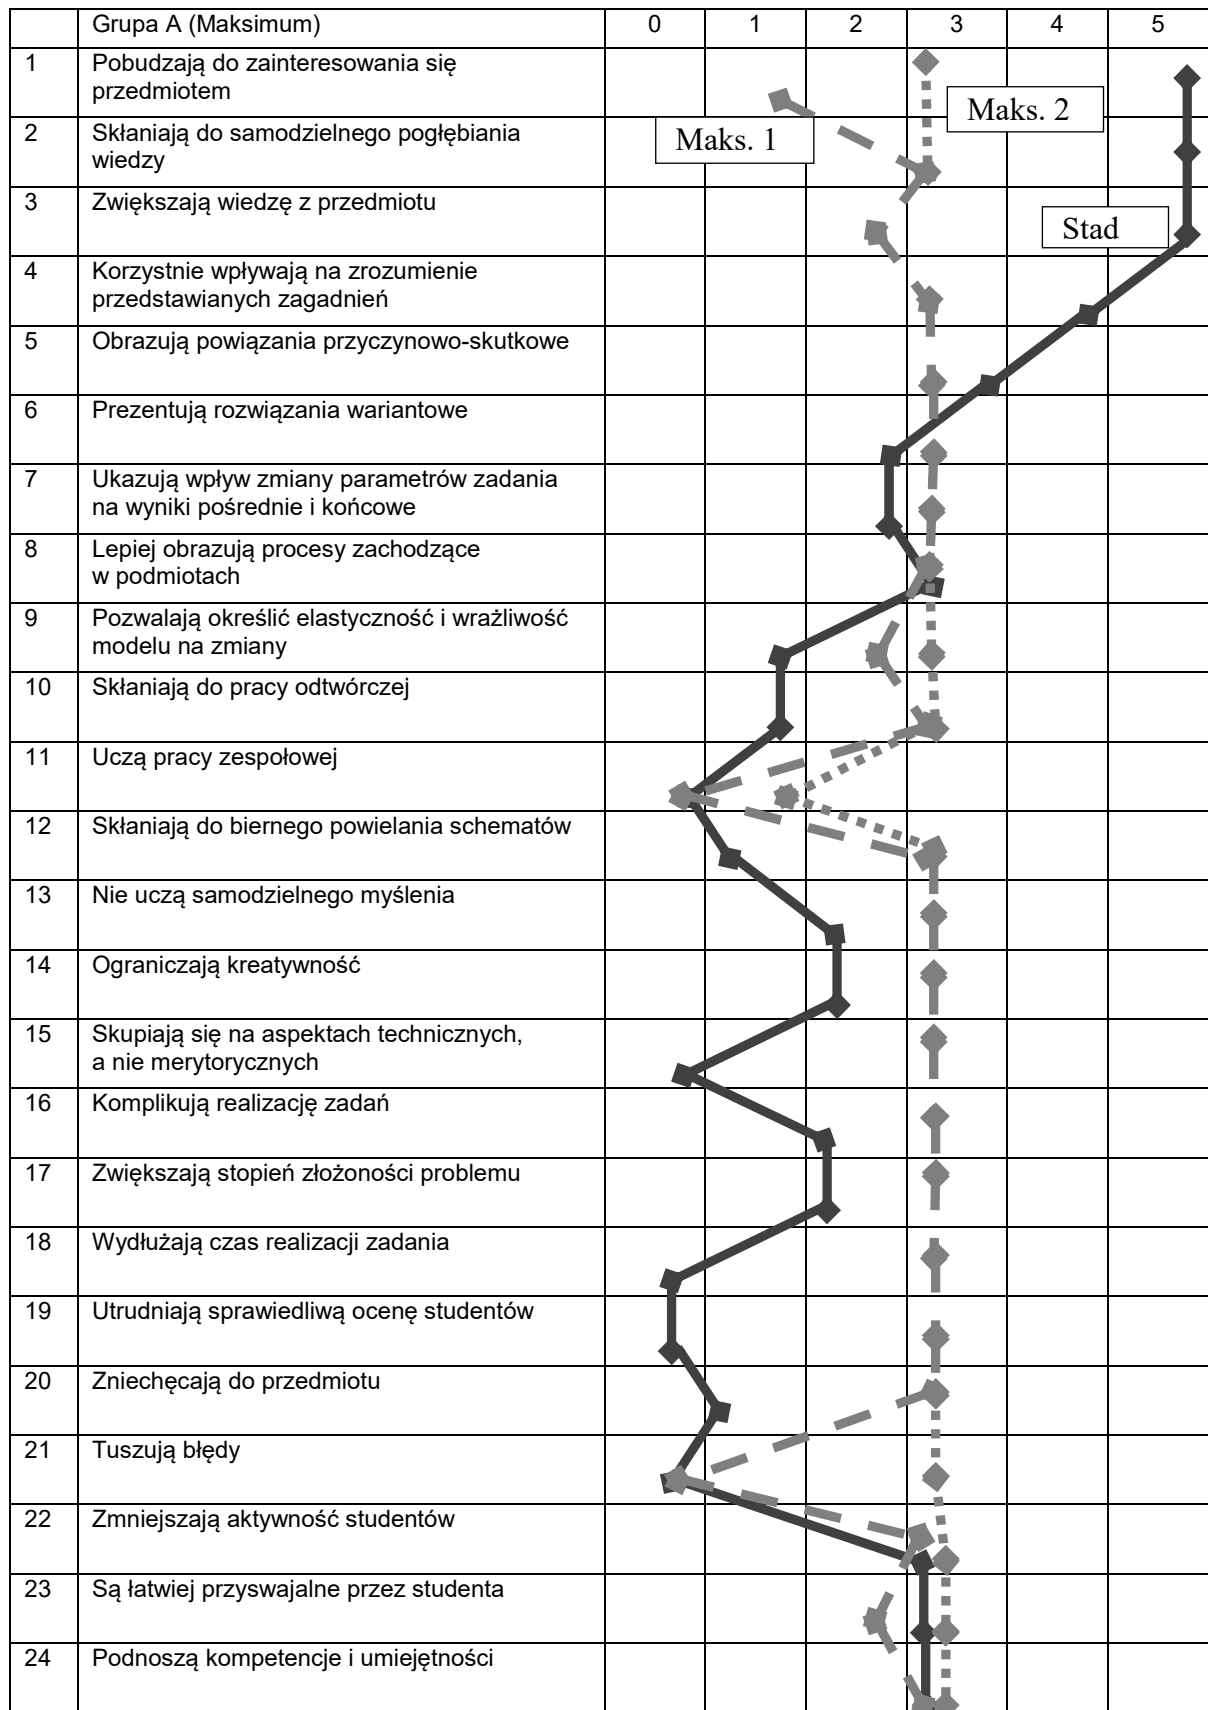 Grupa A (Maksimum) 0 1 2 3 4 5
1 Pobudzają do zainteresowania się
przedmiotem
Maks. 2
Maks. 1
2 Skłaniają do samodzielnego pogłębiania
wiedzy
3 Zwiększają wiedzę z przedmiotu
Stad
4 Korzystnie wpływają na zrozumienie
przedstawianych zagadnień
5 Obrazują powiązania przyczynowo-skutkowe
6 Prezentują rozwiązania wariantowe
7 Ukazują wpływ zmiany parametrów zadania
na wyniki pośrednie i końcowe
8 Lepiej obrazują procesy zachodzące
w podmiotach
9 Pozwalają określić elastyczność i wrażliwość
modelu na zmiany
10 Skłaniają do pracy odtwórczej
11 Uczą pracy zespołowej
12 Skłaniają do biernego powielania schematów
13 Nie uczą samodzielnego myślenia
14 Ograniczają kreatywność
15 Skupiają się na aspektach technicznych,
a nie merytorycznych
16 Komplikują realizację zadań
17 Zwiększają stopień złożoności problemu
18 Wydłużają czas realizacji zadania
19 Utrudniają sprawiedliwą ocenę studentów
20 Zniechęcają do przedmiotu
21 Tuszują błędy
22 Zmniejszają aktywność studentów
23 Są łatwiej przyswajalne przez studenta
24 Podnoszą kompetencje i umiejętności